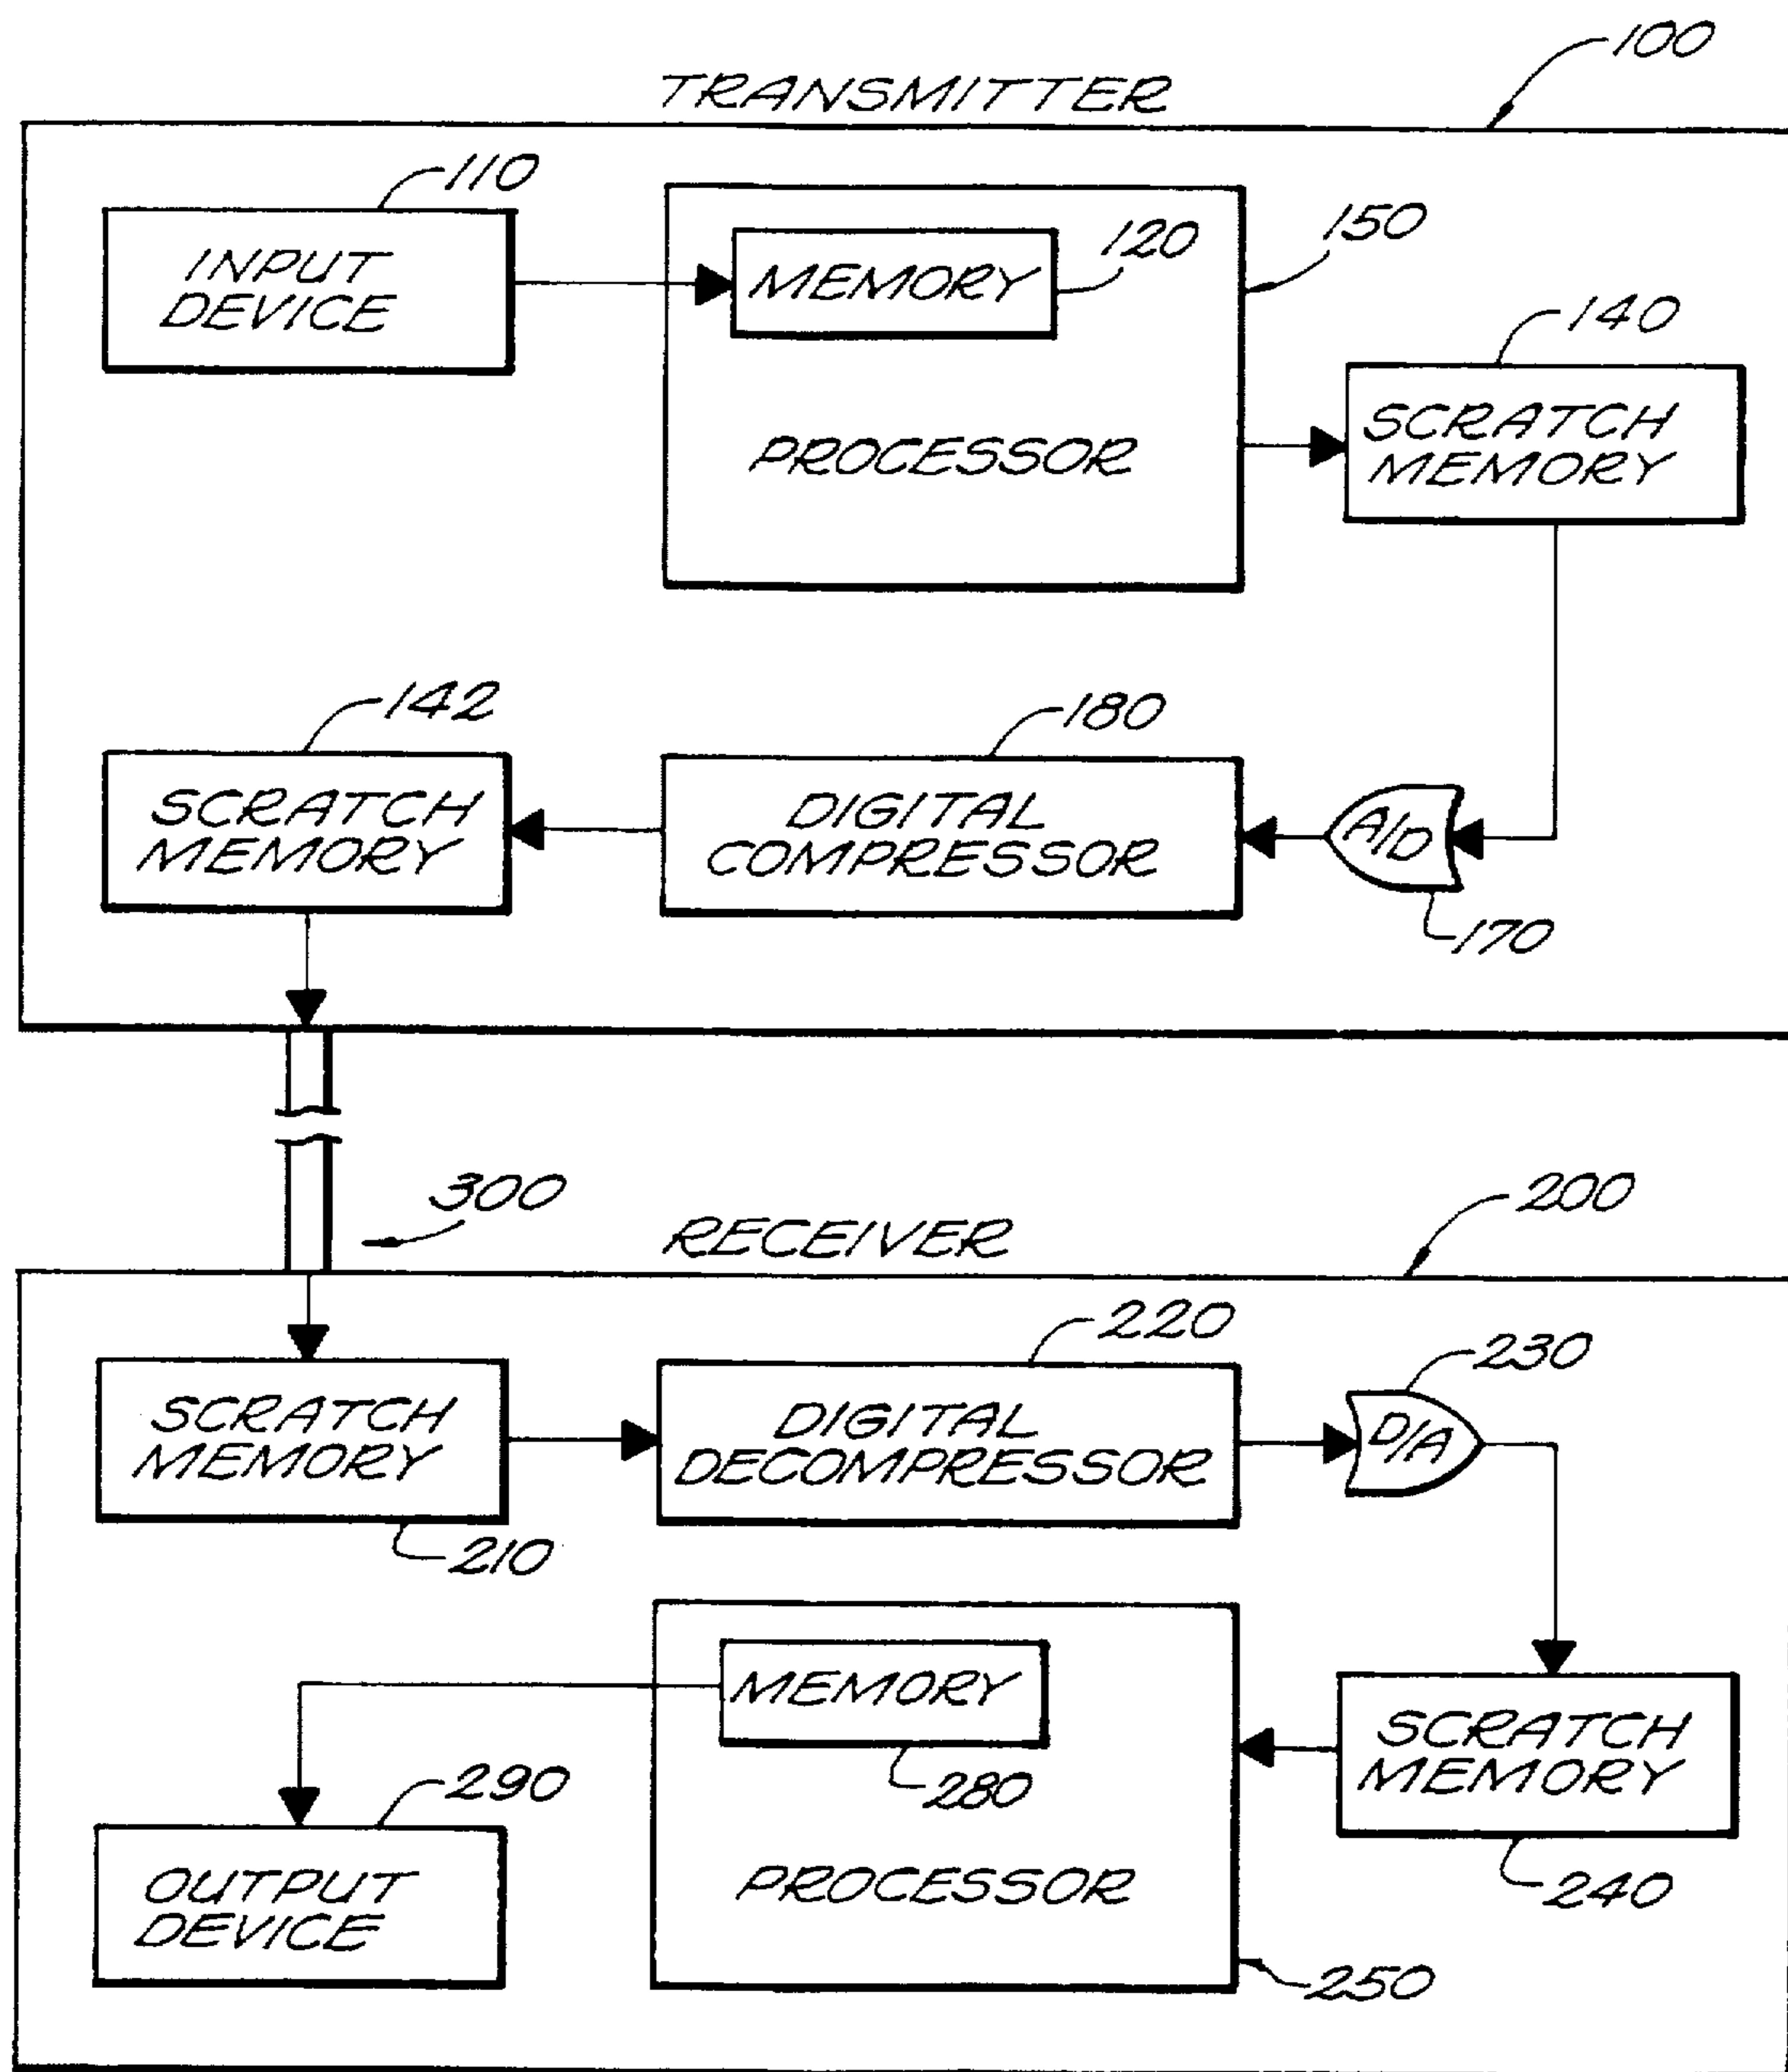 100
TRANSMITTER
110
INPUT
DEVICE
MEMORY
120
150
PROCESSOR
140
SCRATCH
MEMORY
142
SCRATCH
MEMORY
180
DIGITAL
COMPRESSOR
A/D
170
300
RECEIVER
200
SCRATCH
MEMORY
210
220
DIGITAL
DECOMPRESSOR
230
D/A
MEMORY
280
PROCESSOR
250
SCRATCH
MEMORY
240
290
OUTPUT
DEVICE